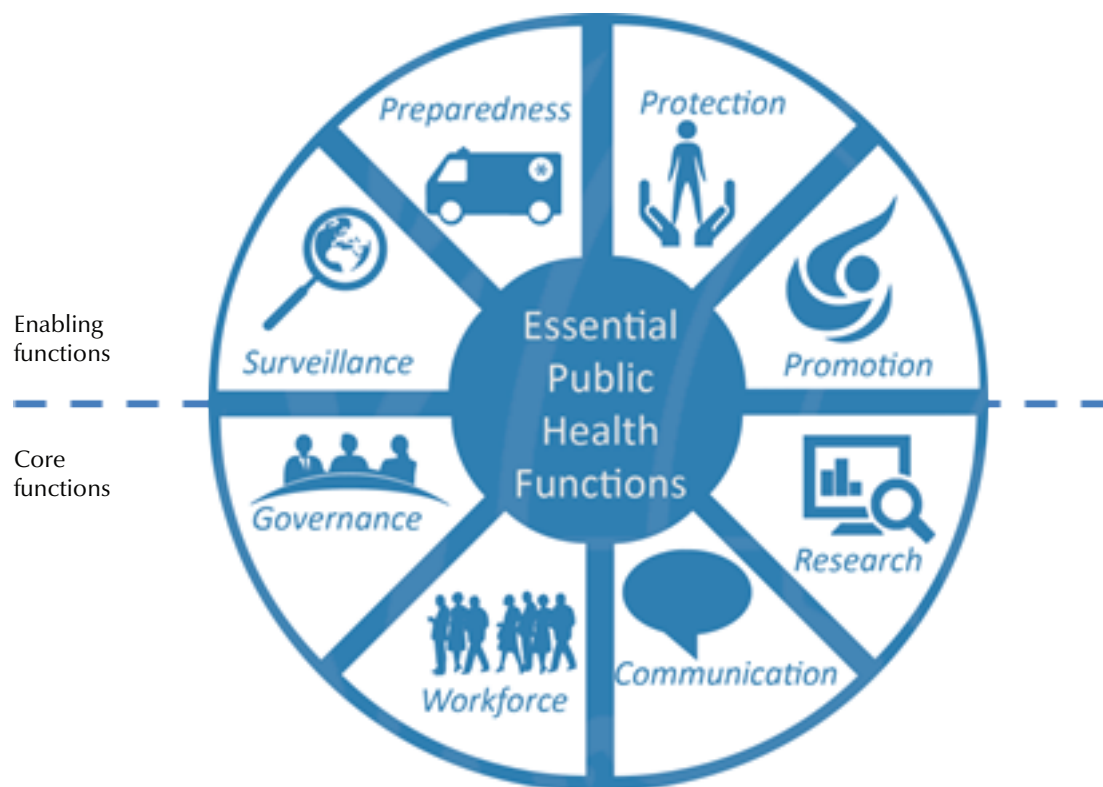 Preparedness
Protection
Surveillance
Promotion
Enabling
functions
Essential
Public
Health
Functions
Core
functions
Governance
Research
Workforce
Communication